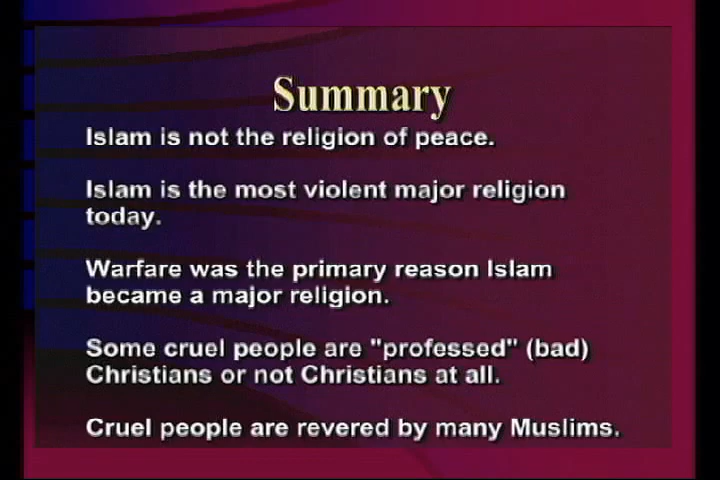 Summary
Islam is not the religion of peace.
Islam is the most violent major religion
today.
Warfare was the primary reason Islam
became a major religion.
Some cruel people are "professed" (bad)
Christians or not Christians at all.
Cruel people are revered by many Muslims.